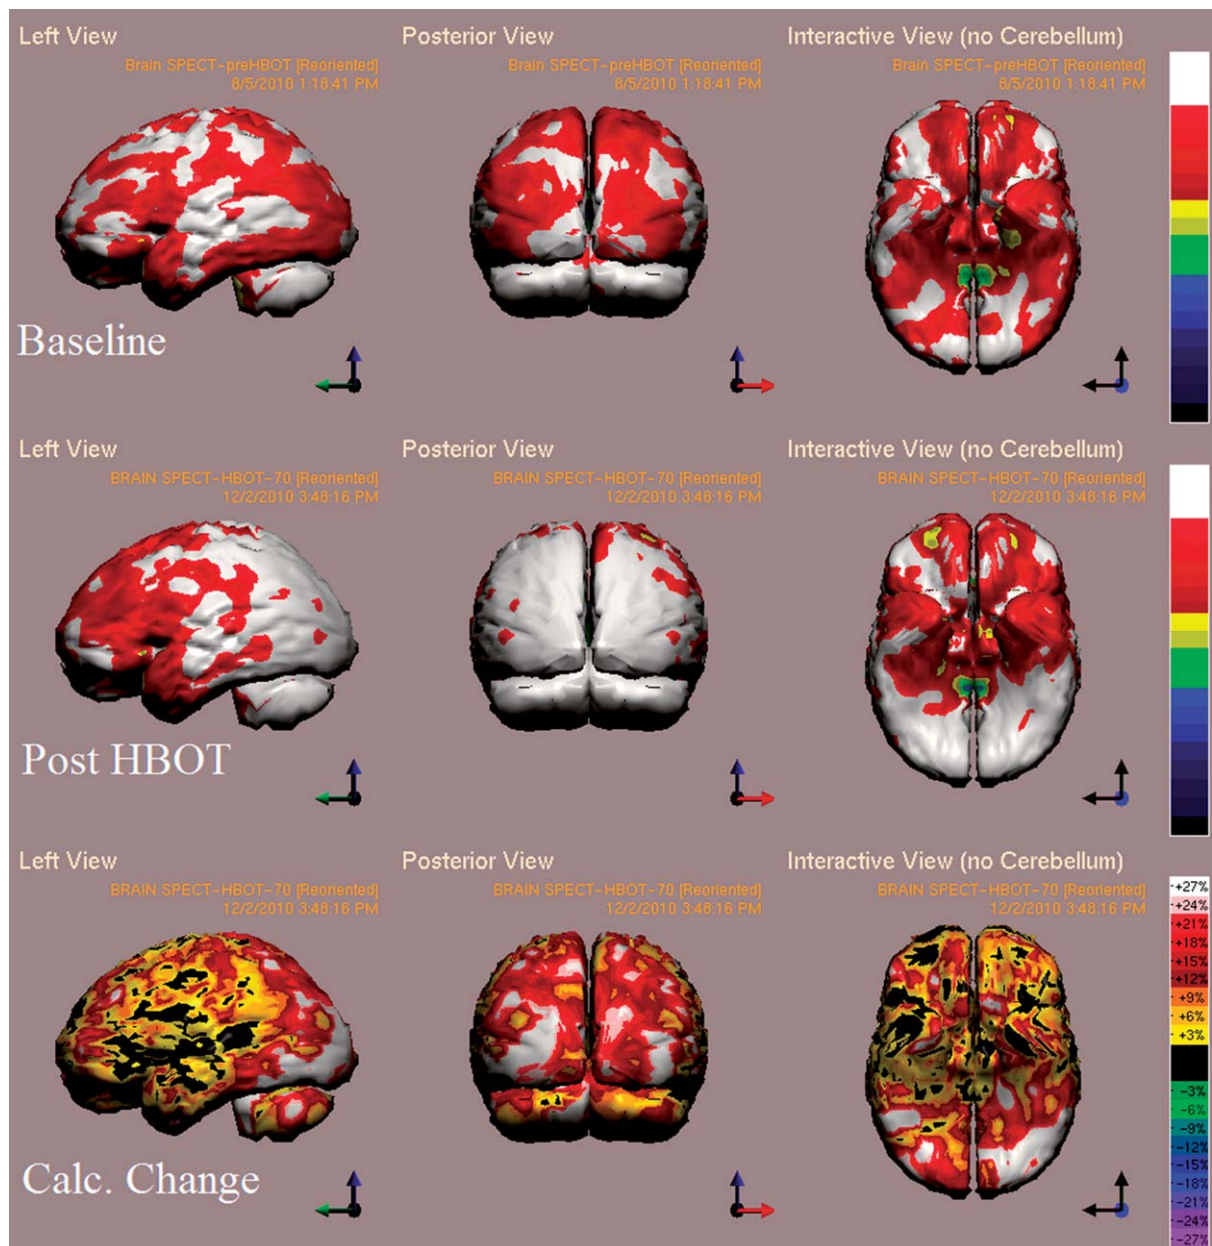 Left View
Posterior View
Interactive View (no Cerebellum)
Brain SPECT-preHBOT [Reoriented]
8/5/2010 1:18:41 PM
Brain SPECT-preHBOT [Reoriented]
8/5/2010 1:18:41 PM
Brain SPECT-preHBOT [Reoriented]
8/5/2010 1:18:41 PM
Baseline
Left View
Posterior View
Interactive View (no Cerebellum)
BRAIN SPECT-HBOT-70 [Reoriented]
12/2/2010 3:48:16 PM
BRAIN SPECT-HBOT-70 [Reoriented]
12/2/2010 3:48:16 PM
BRAIN SPECT-HBOT-70 [Reoriented]
12/2/2010 3:48:16 PM
Post HBOT
Left View
Posterior View
Interactive View (no Cerebellum)
BRAIN SPECT-HBOT-70 [Reoriented]
12/2/2010 3:48:16 PM
BRAIN SPECT-HBOT-70 [Reoriented]
12/2/2010 3:48:16 PM
BRAIN SPECT-HBOT-70 [Reoriented]
12/2/2010 3:48:16 PM
Calc. Change
+27%
+24%
+21%
+18%
+15%
+12%
+9%
+6%
+3%
-3%
-6%
-9%
-12%
-15%
-18%
-21%
-24%
-27%